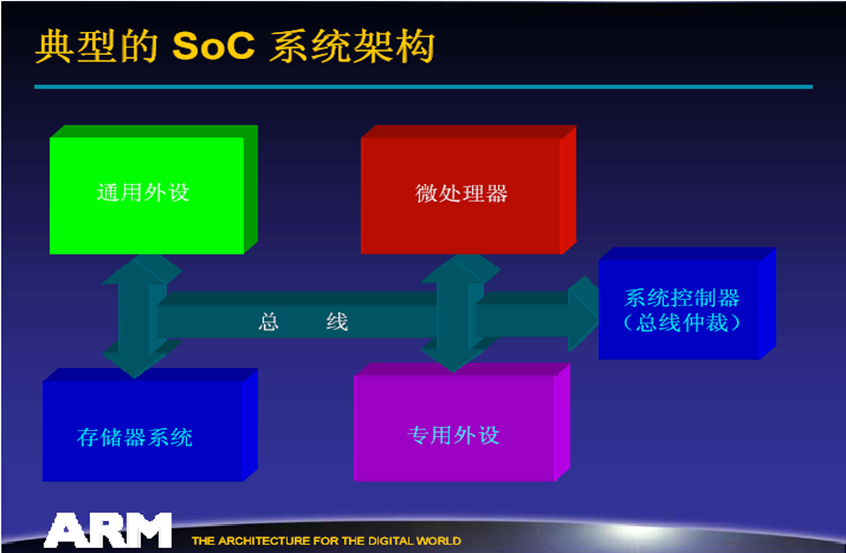 典型的 SoC 系统架构
通用外设
微处理器
系统控制器
（总线仲裁）
总 线
存储器系统
专用外设
ARM
THE ARCHITECTURE FOR THE DIGITAL WORLD